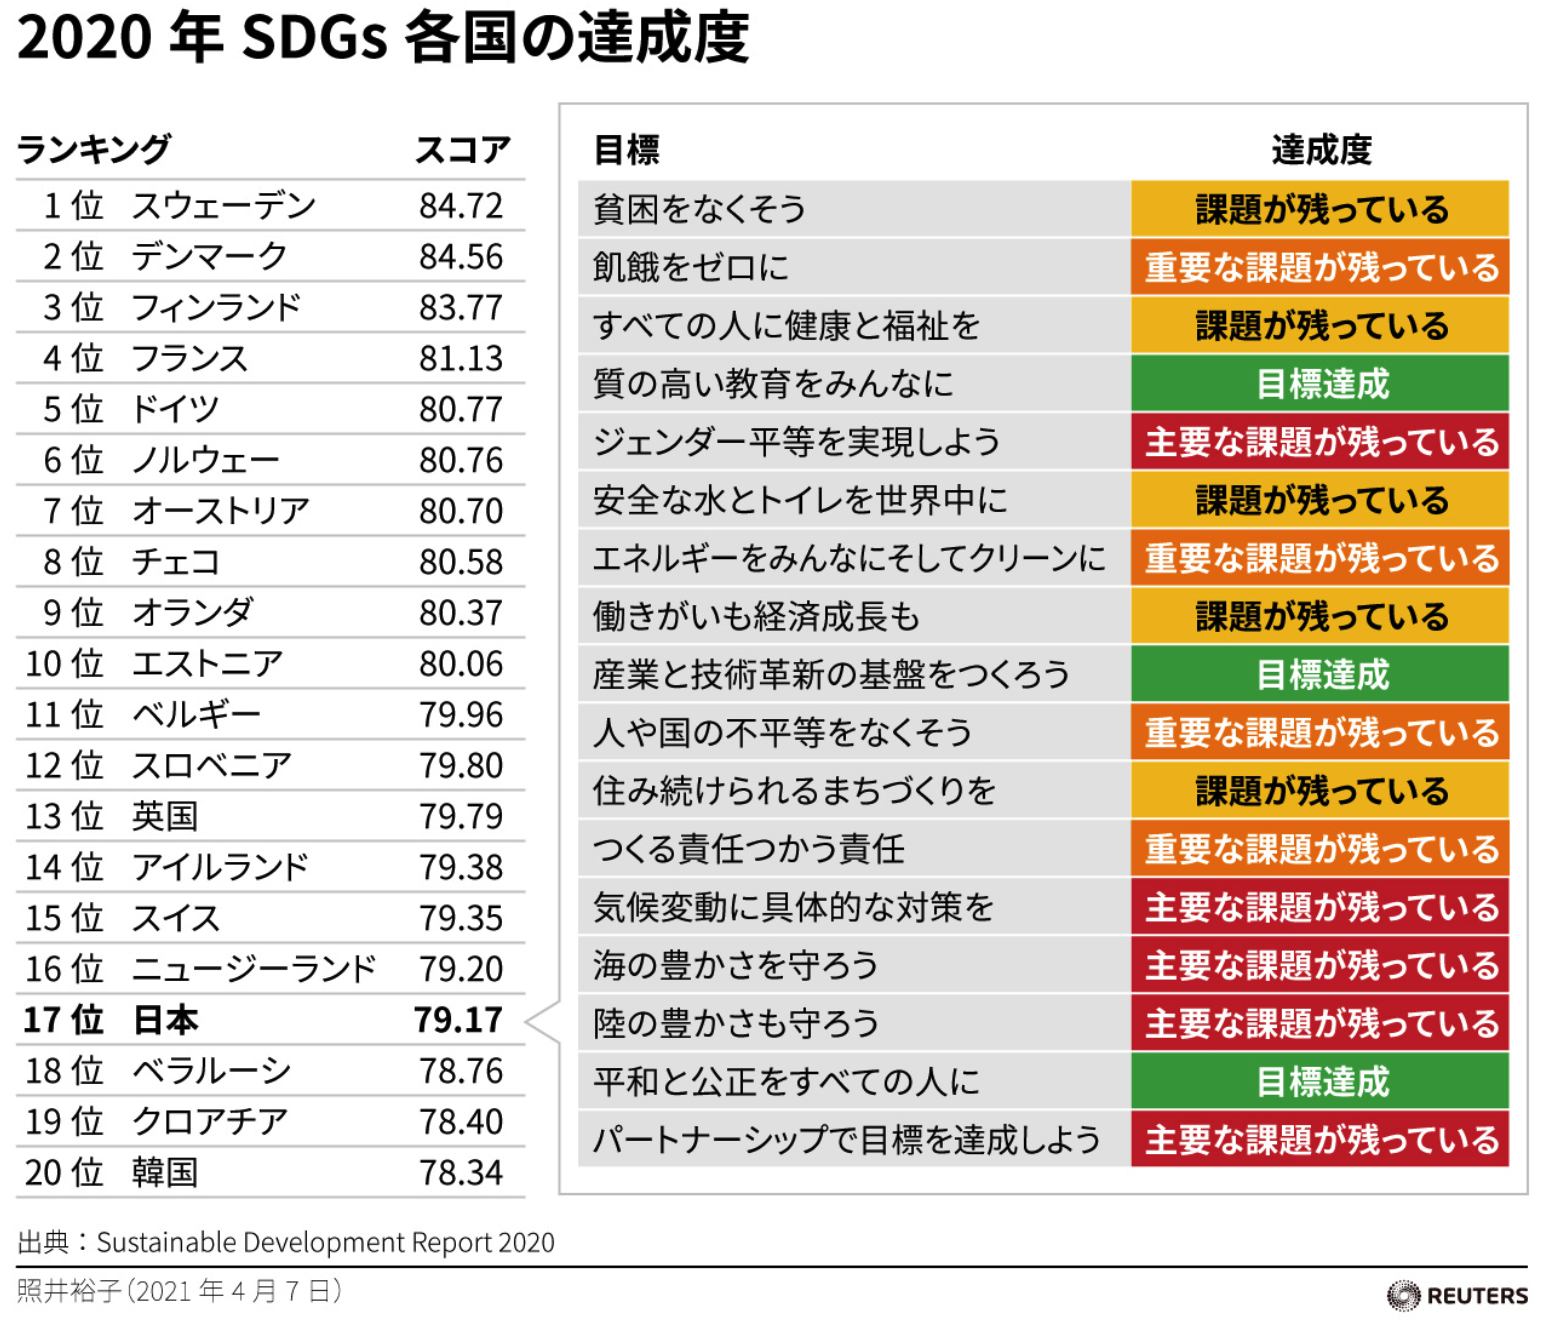 2020 年 SDGs 各国の達成度
ランキング スコア
1 位 スウェーデン 84.72
2 位 デンマーク 84.56
3 位 フィンランド 83.77
4 位 フランス 81.13
5 位 ドイツ 80.77
6 位 ノルウェー 80.76
7 位 オーストリア 80.70
8 位 チェコ 80.58
9 位 オランダ 80.37
10 位 エストニア 80.06
11 位 ベルギー 79.96
12 位 スロベニア 79.80
13 位 英国 79.79
14 位 アイルランド 79.38
15 位 スイス 79.35
16 位 ニュージーランド 79.20
17 位 日本 79.17
18 位 ベラルーシ 78.76
19 位 クロアチア 78.40
20 位 韓国 78.34
目標 達成度
貧困をなくそう 課題が残っている
飢餓をゼロに 重要な課題が残っている
すべての人に健康と福祉を 課題が残っている
質の高い教育をみんなに 目標達成
ジェンダー平等を実現しよう 主要な課題が残っている
安全な水とトイレを世界中に 課題が残っている
エネルギーをみんなにそしてクリーンに 重要な課題が残っている
働きがいも経済成長も 課題が残っている
産業と技術革新の基盤をつくろう 目標達成
人や国の不平等をなくそう 重要な課題が残っている
住み続けられるまちづくりを 課題が残っている
つくる責任つかう責任 重要な課題が残っている
気候変動に具体的な対策を 主要な課題が残っている
海の豊かさを守ろう 主要な課題が残っている
陸の豊かさも守ろう 主要な課題が残っている
平和と公正をすべての人に 目標達成
パートナーシップで目標を達成しよう 主要な課題が残っている
出典：Sustainable Development Report 2020
照井裕子（2021 年 4 月 7 日）
REUTERS